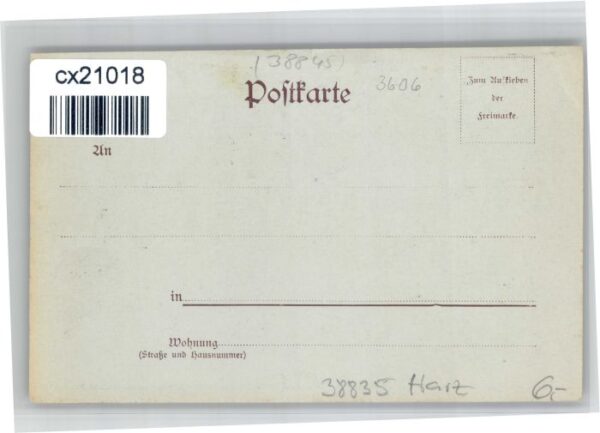 cx21018
(38845)
Postkarte
3606
Zum Aufkleben
der
Freimarke.
An
in
Wohnung
(Straße und Hausnummer)
38835 Harz
6,-